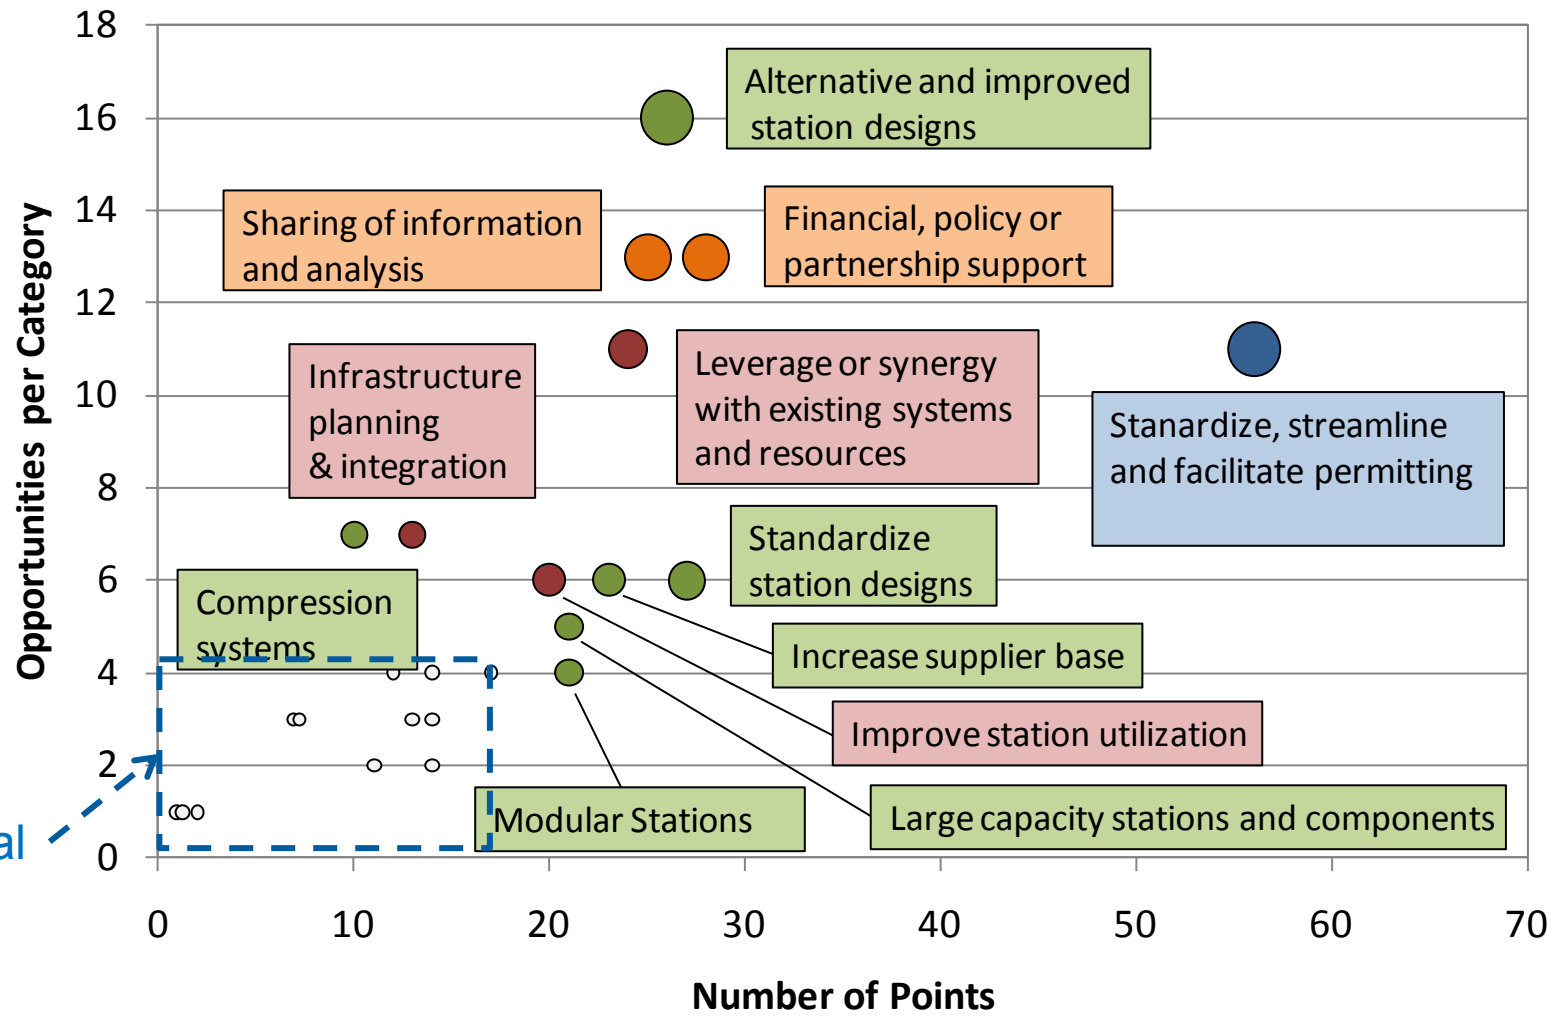 18
16
14
12
10
8
6
4
2
0
Opportunities per Category
Alternative and improved
station designs
Sharing of information
and analysis
Financial, policy or
partnership support
Infrastructure
planning
& integration
Leverage or synergy
with existing systems
and resources
Stanardize, streamline
and facilitate permitting
Standardize
station designs
Compression
systems
Increase supplier base
Improve station utilization
Modular Stations
Large capacity stations and components
al
0 10 20 30 40 50 60 70
Number of Points